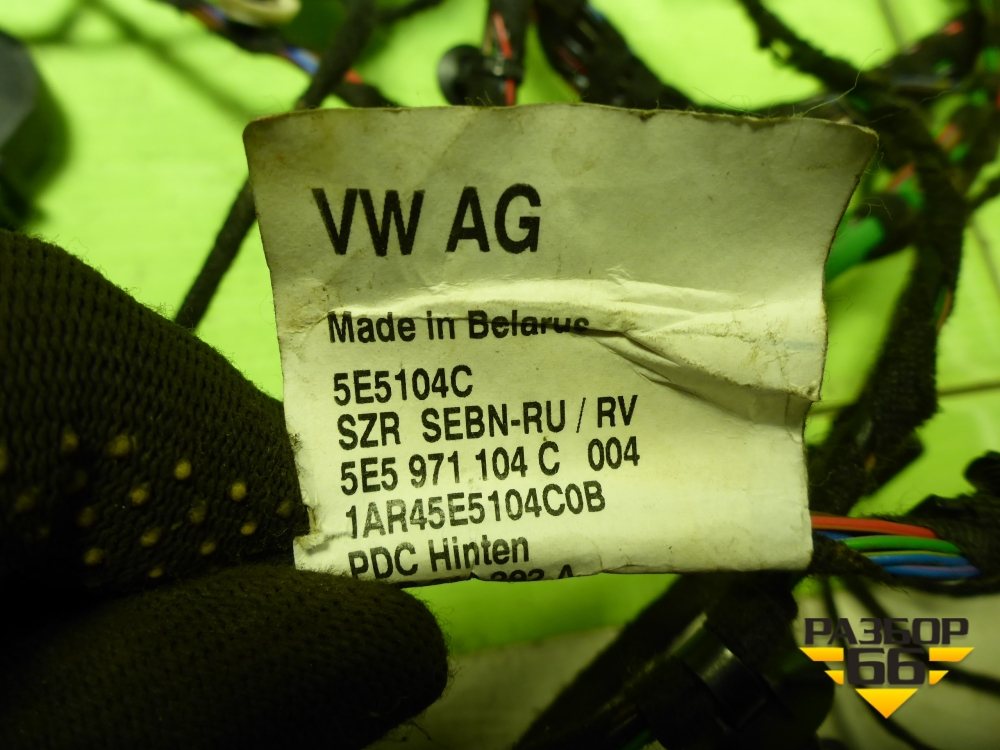 VW AG
Made in Belarus
5E5104C
SZR SEBN-RU / RV
5E5 971 104 C 004
1AR45E5104C0B
PDC Hinten
РАЗБОР
66